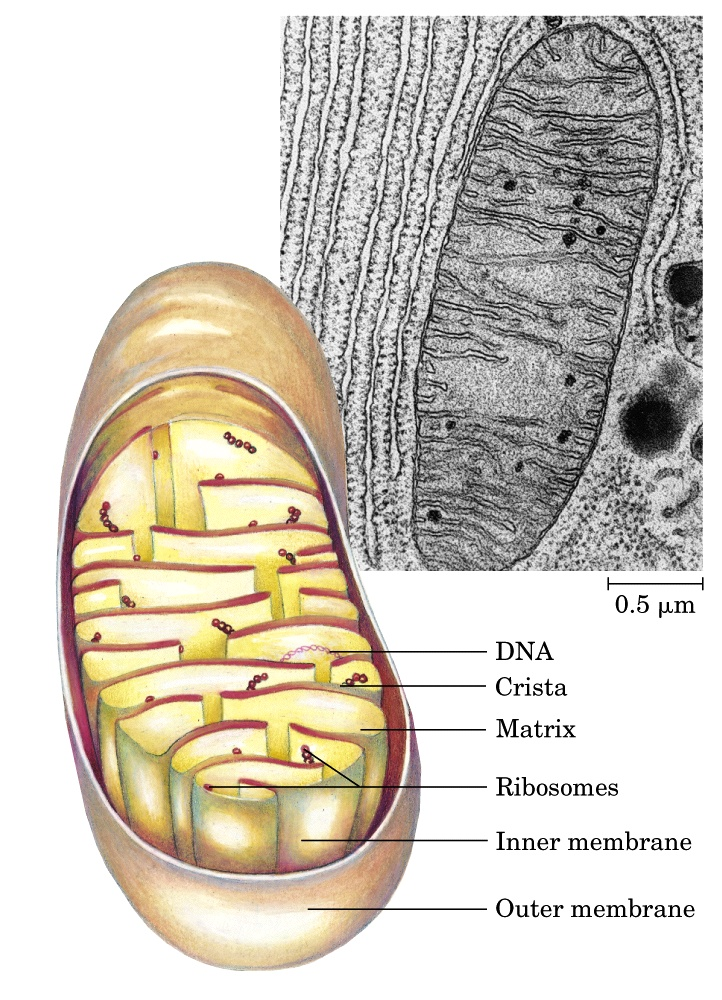 0.5 μm
DNA
Crista
Matrix
Ribosomes
Inner membrane
Outer membrane